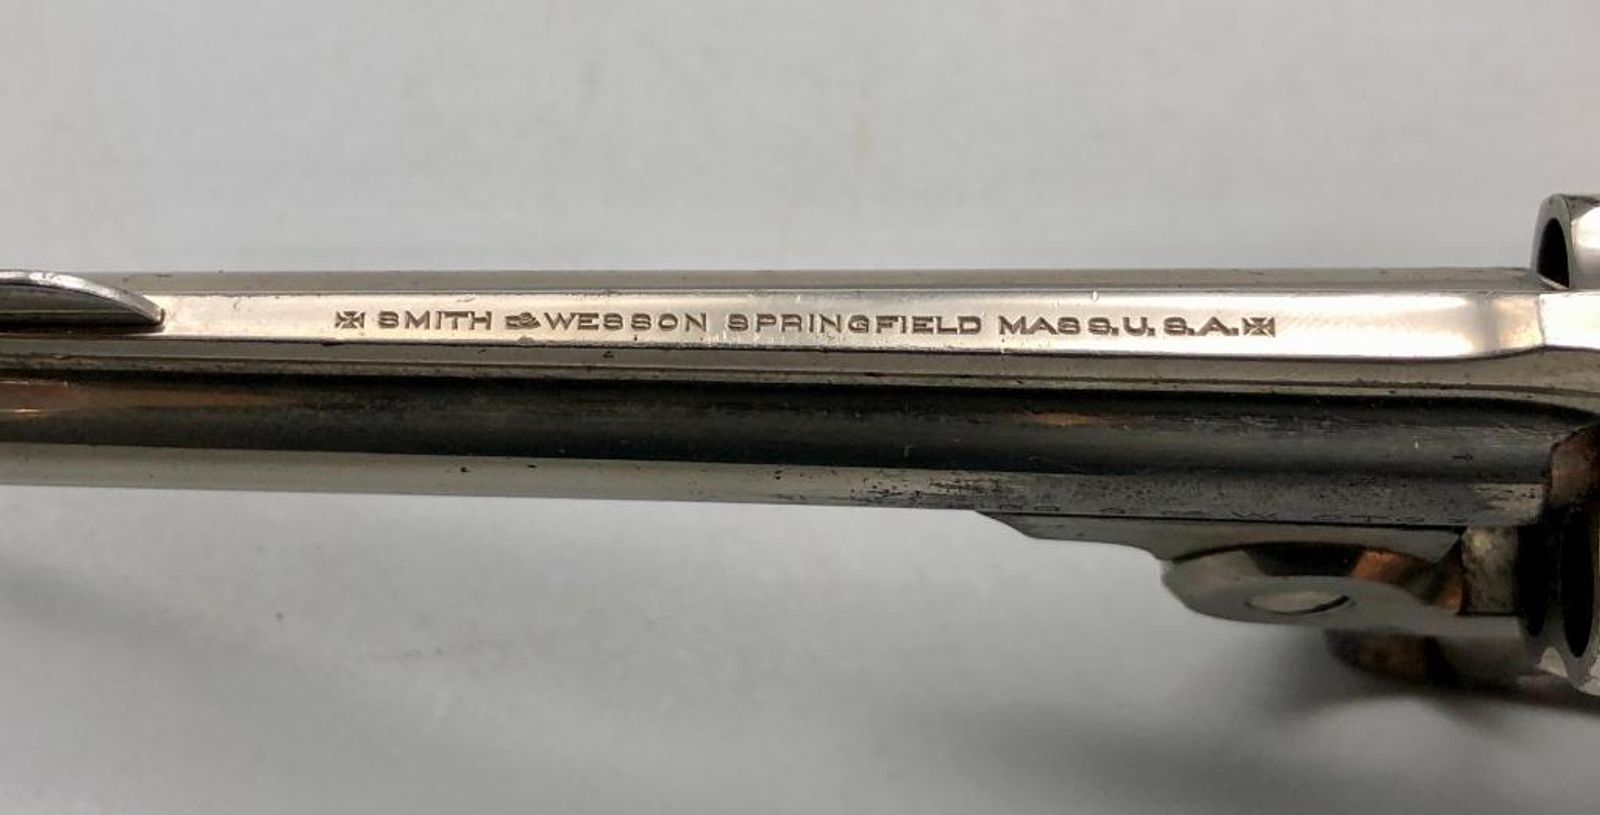 ✠ SMITH & WESSON SPRINGFIELD MASS. U. S. A. ✠